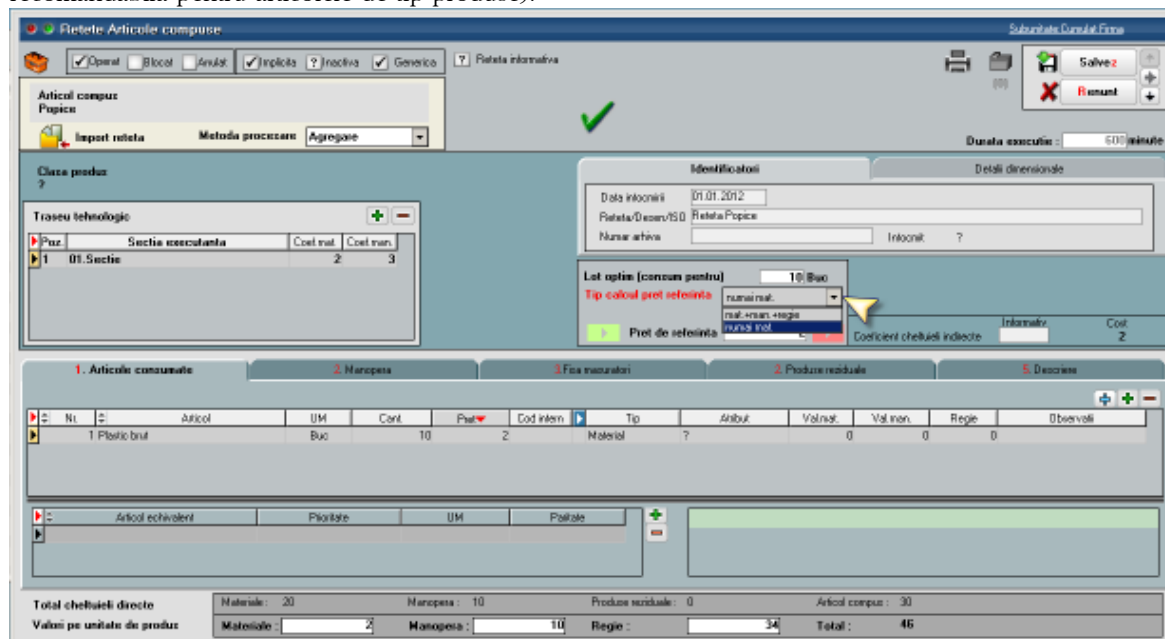 recomandabila pentru articolele de tip produse).
Retete Articole compuse
Subunitate: Cumulat Firma
Operat Blocat Anulat Implicita ? Inactiva Generica ? Reteta informativa
(0)
Salvez
Renunt
Articol compus
Popice
Import reteta Metoda procesare Agregare
Durata executie : 600 minute
Clasa produs
?
Identificatori Detalii dimensionale
Data intocmirii 01.01.2012
Reteta/Desen/ISO Reteta Popice
Numar arhiva Intocmit ?
Traseu tehnologic
Poz. Sectia executanta Coef.mat. Coef.man.
1 01.Sectie 2 3
Lot optim (consum pentru) 10 Buc
Tip calcul pret referinta numai mat.
mat.+man.+regie
numai mat.
Pret de referinta
Coeficient cheltuieli indirecte
Informativ Cost
2
1. Articole consumate 2. Manopera 3.Fisa masuratori 2. Produse reziduale 5. Descriere
Nr. Articol UM Cant. Pret Cod intern Tip Atribut Val.mat. Val.man. Regie Observatii
1 Plastic brut Buc 10 2 Material ? 0 0 0
Articol echivalent Prioritate UM Paritate
Total cheltuieli directe Materiale : 20 Manopera : 10 Produse reziduale : 0 Articol compus : 30
Valori pe unitate de produs Materiale : 2 Manopera : 10 Regie : 34 Total : 46